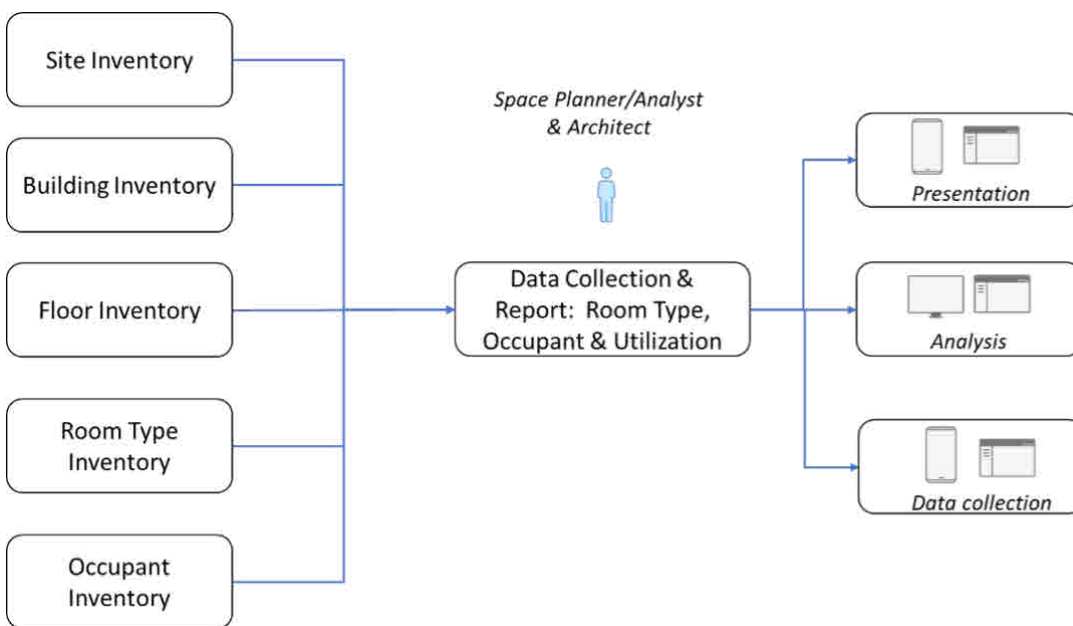 Site Inventory
Building Inventory
Floor Inventory
Room Type
Inventory
Occupant
Inventory
Space Planner/Analyst
& Architect
Data Collection &
Report: Room Type,
Occupant & Utilization
Presentation
Analysis
Data collection